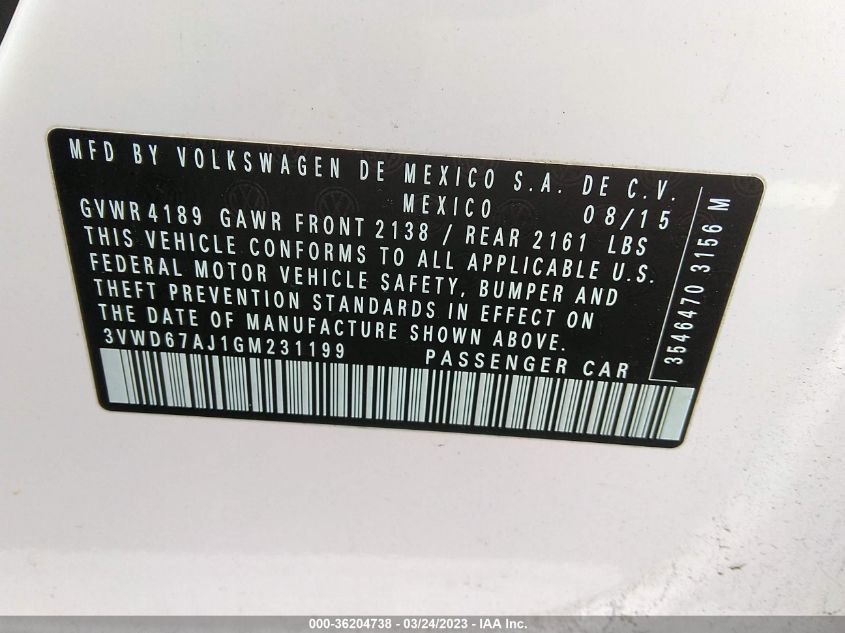 MFD BY VOLKSWAGEN DE MEXICO S.A. DE C.V.
MEXICO 08/15
GVWR 4189 GAWR FRONT 2138 / REAR 2161 LBS
THIS VEHICLE CONFORMS TO ALL APPLICABLE U.S.
FEDERAL MOTOR VEHICLE SAFETY, BUMPER AND
THEFT PREVENTION STANDARDS IN EFFECT ON
THE DATE OF MANUFACTURE SHOWN ABOVE.
3VWD67AJ1GM231199 PASSENGER CAR
3546470 3156 M
000-36204738 - 03/24/2023 - IAA Inc.